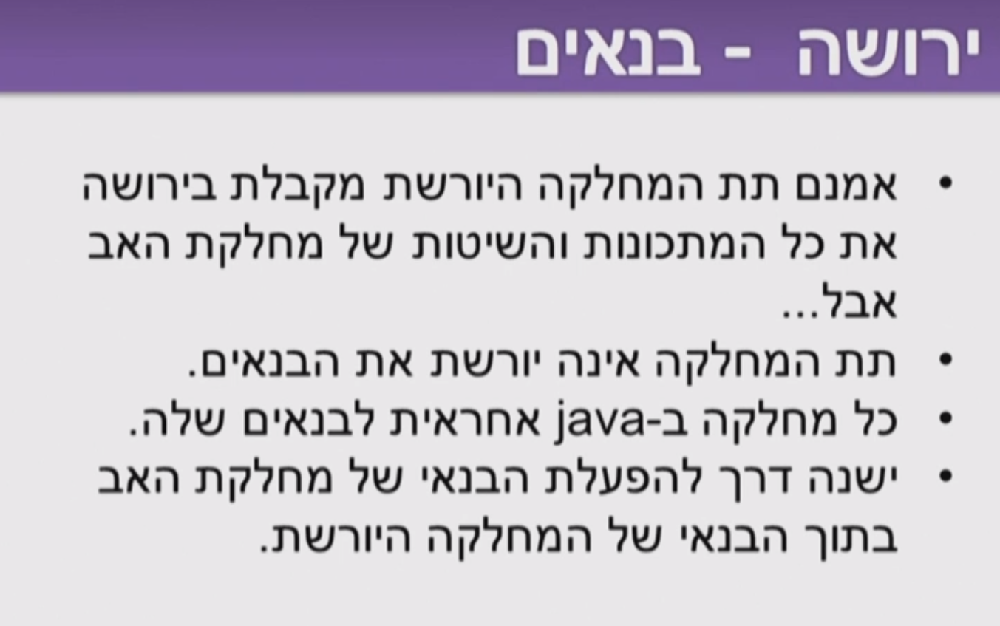 ירושה - בנאים
• אמנם תת המחלקה היורשת מקבלת בירושה
את כל המתכונות והשיטות של מחלקת האב
אבל...
• תת המחלקה אינה יורשת את הבנאים.
• כל מחלקה ב-java אחראית לבנאים שלה.
• ישנה דרך להפעלת הבנאי של מחלקת האב
בתוך הבנאי של המחלקה היורשת.